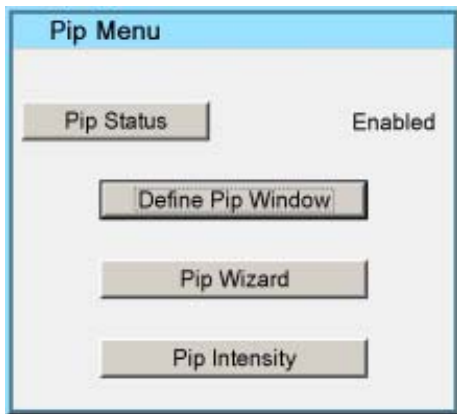 Pip Menu
Pip Status Enabled
Define Pip Window
Pip Wizard
Pip Intensity